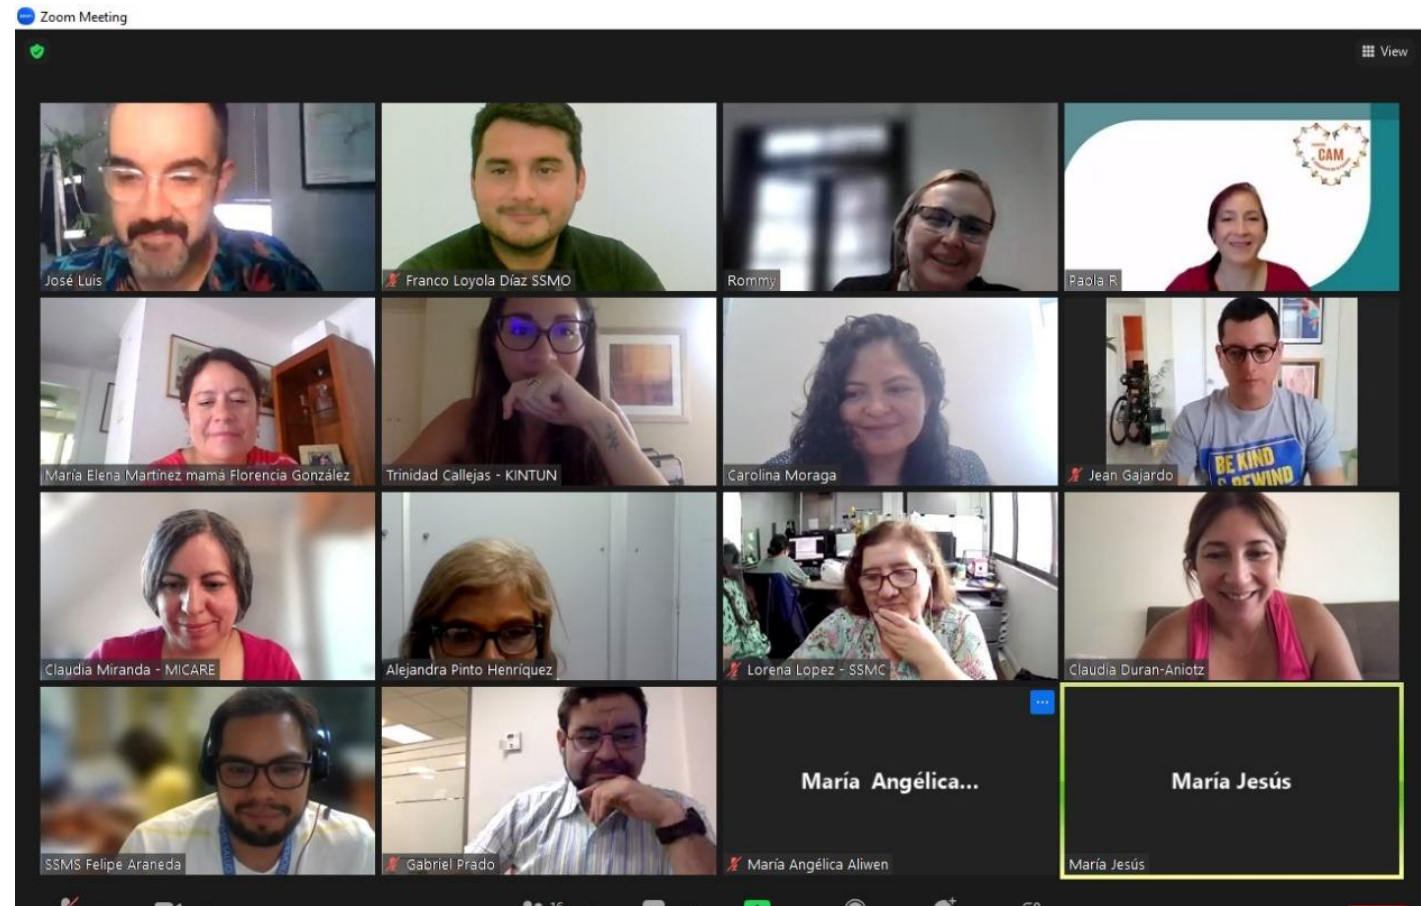 Zoom Meeting
View
CAM
José Luis
Franco Loyola Díaz SSMO
Rommy
Paola R
María Elena Martínez mamá Florencia González
Trinidad Callejas - KINTUN
Carolina Moraga
BE KIND
& REWIND
Jean Gajardo
Claudia Miranda - MICARE
Alejandra Pinto Henríquez
Lorena Lopez - SSMC
Claudia Duran-Aniotz
María Angélica...
María Jesús
SSMS Felipe Araneda
Gabriel Prado
María Angélica Aliwen
María Jesús
16